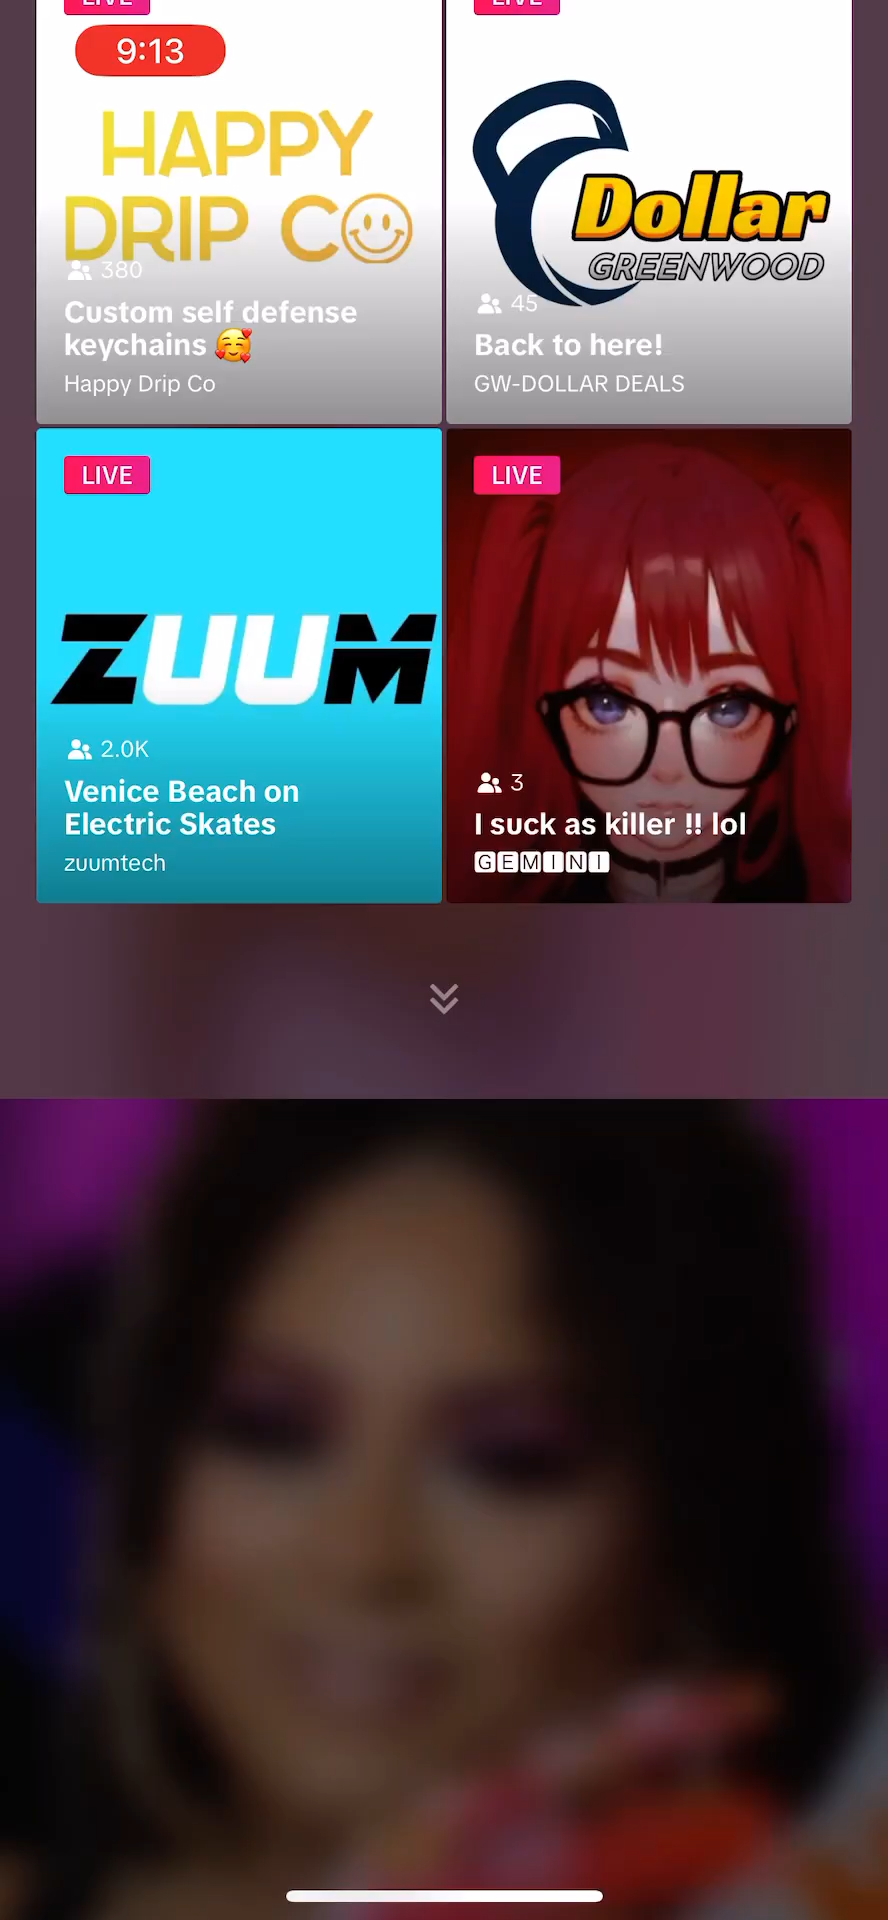 LIVE
LIVE
9:13
HAPPY
DRIP CO
380
Custom self defense
keychains 🥰
Happy Drip Co
Dollar
GREENWOOD
45
Back to here!
GW-DOLLAR DEALS
LIVE
ZUUM
2.0K
Venice Beach on
Electric Skates
zuumtech
LIVE
3
I suck as killer !! lol
🄶🄴🄼🄸🄽🄸